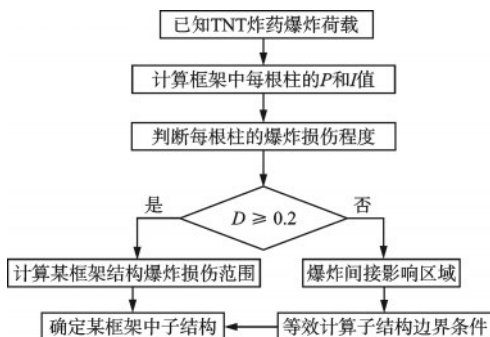 已知TNT炸药爆炸荷载
计算框架中每根柱的P和I值
判断每根柱的爆炸损伤程度
是
否
D ≥ 0.2
计算某框架结构爆炸损伤范围
爆炸间接影响区域
确定某框架中子结构
等效计算子结构边界条件